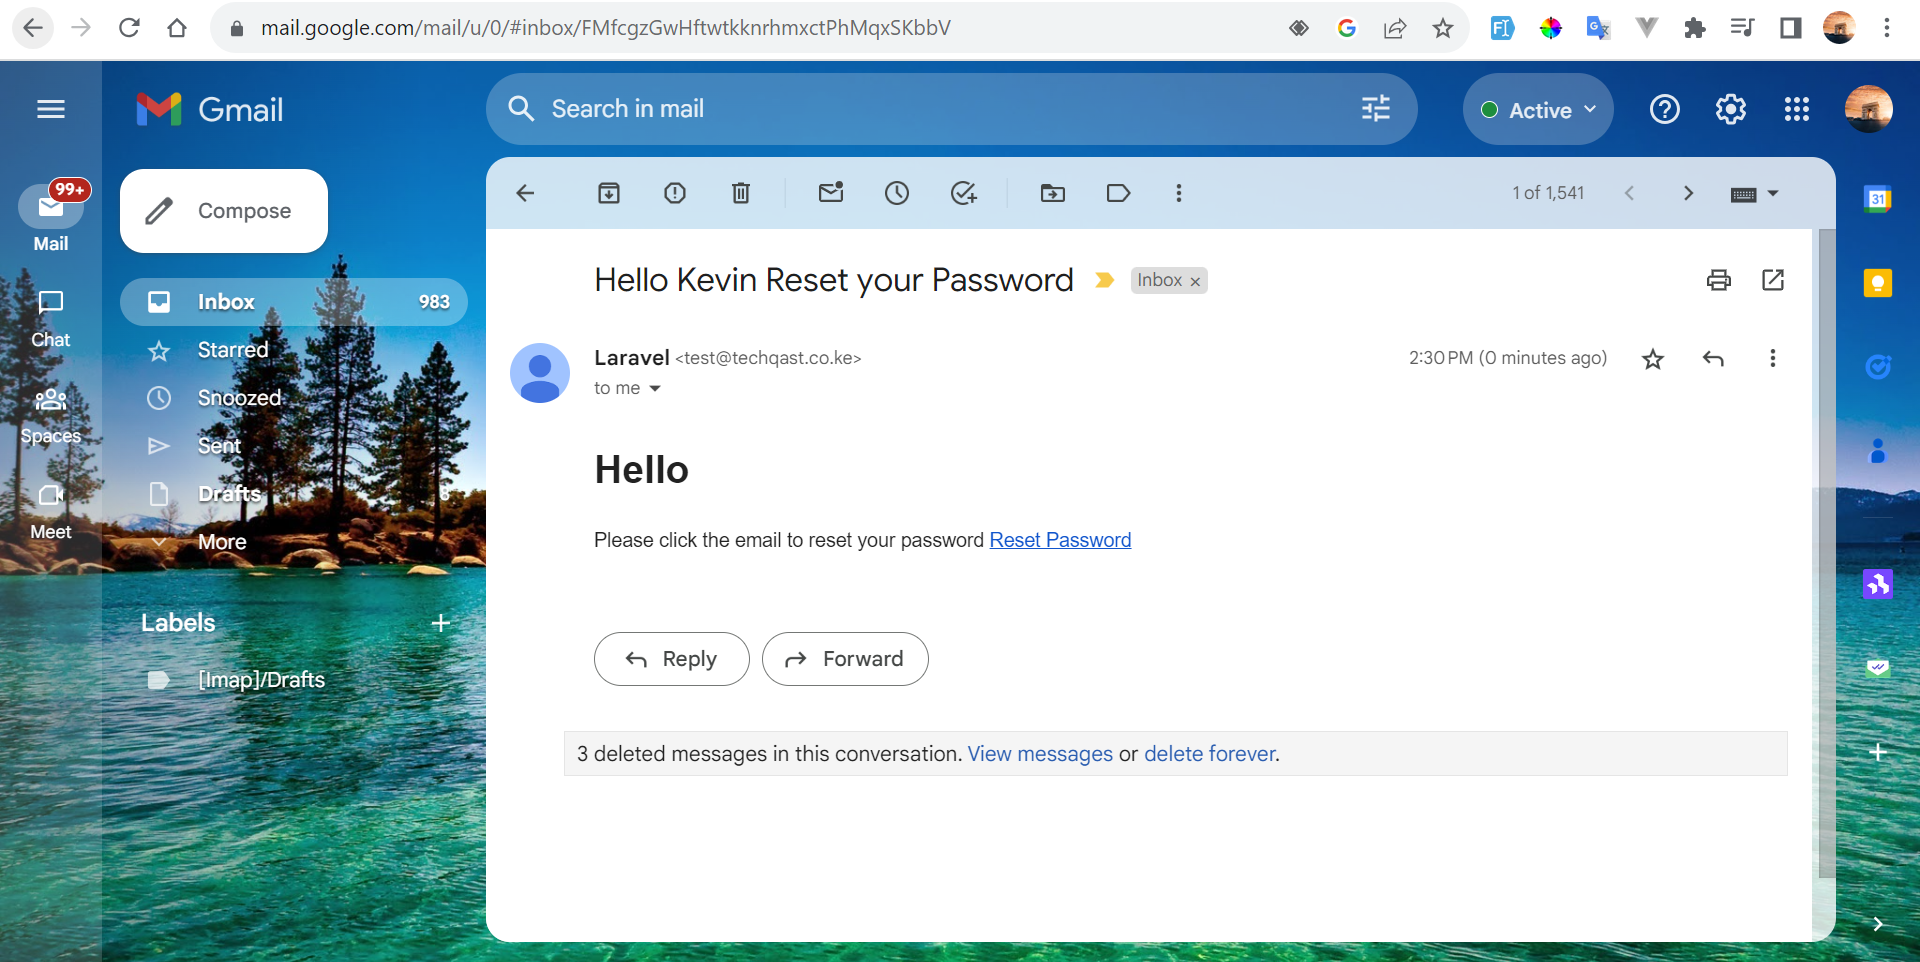 mail.google.com/mail/u/0/#inbox/FMfcgzGwHftwtkknrhmxctPhMqxSKbbV
Gmail
Search in mail
Active
99+
Mail
Chat
Spaces
Meet
Compose
Inbox 983
Starred
Snoozed
Sent
Drafts 8
More
Labels
[Imap]/Drafts
1 of 1,541
Hello Kevin Reset your Password
Inbox ×
Laravel <test@techqast.co.ke>
2:30 PM (0 minutes ago)
to me
Hello
Please click the email to reset your password Reset Password
Reply
Forward
3 deleted messages in this conversation. View messages or delete forever.
31